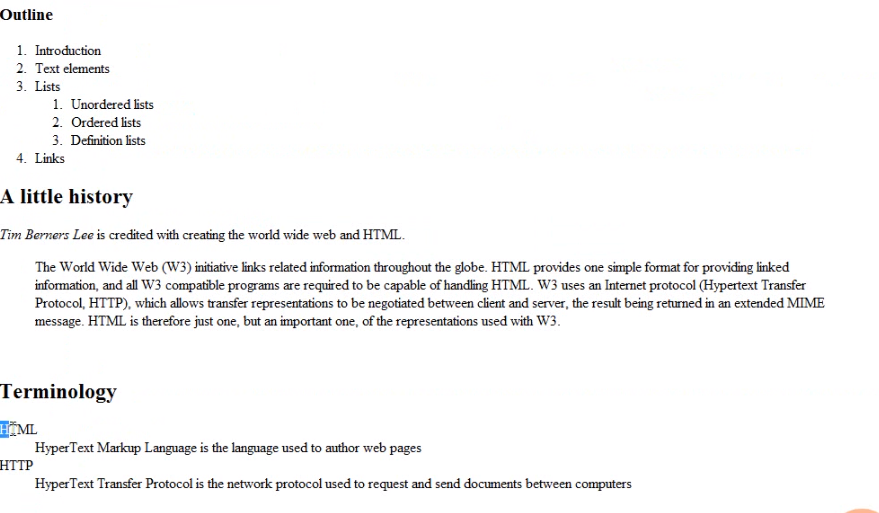 Outline
1. Introduction
2. Text elements
3. Lists
1. Unordered lists
2. Ordered lists
3. Definition lists
4. Links
A little history
Tim Berners Lee is credited with creating the world wide web and HTML.
The World Wide Web (W3) initiative links related information throughout the globe. HTML provides one simple format for providing linked
information, and all W3 compatible programs are required to be capable of handling HTML. W3 uses an Internet protocol (Hypertext Transfer
Protocol, HTTP), which allows transfer representations to be negotiated between client and server, the result being returned in an extended MIME
message. HTML is therefore just one, but an important one, of the representations used with W3.
Terminology
HTML
HyperText Markup Language is the language used to author web pages
HTTP
HyperText Transfer Protocol is the network protocol used to request and send documents between computers